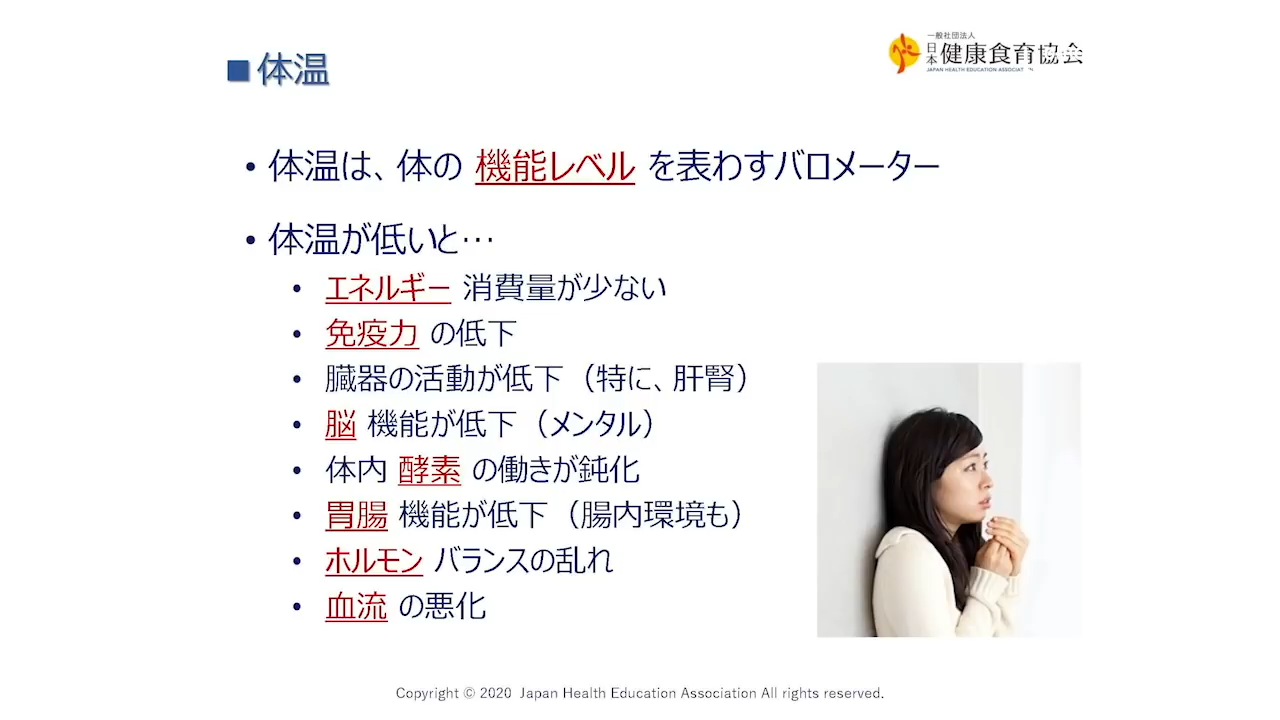 ■体温
一般社団法人
日本 健康食育協会
JAPAN HEALTH EDUCATION ASSOCIATION
• 体温は、体の 機能レベル を表わすバロメーター
• 体温が低いと…
• エネルギー 消費量が少ない
• 免疫力 の低下
• 臓器の活動が低下（特に、肝腎）
• 脳 機能が低下（メンタル）
• 体内 酵素 の働きが鈍化
• 胃腸 機能が低下（腸内環境も）
• ホルモン バランスの乱れ
• 血流 の悪化
Copyright © 2020 Japan Health Education Association All rights reserved.